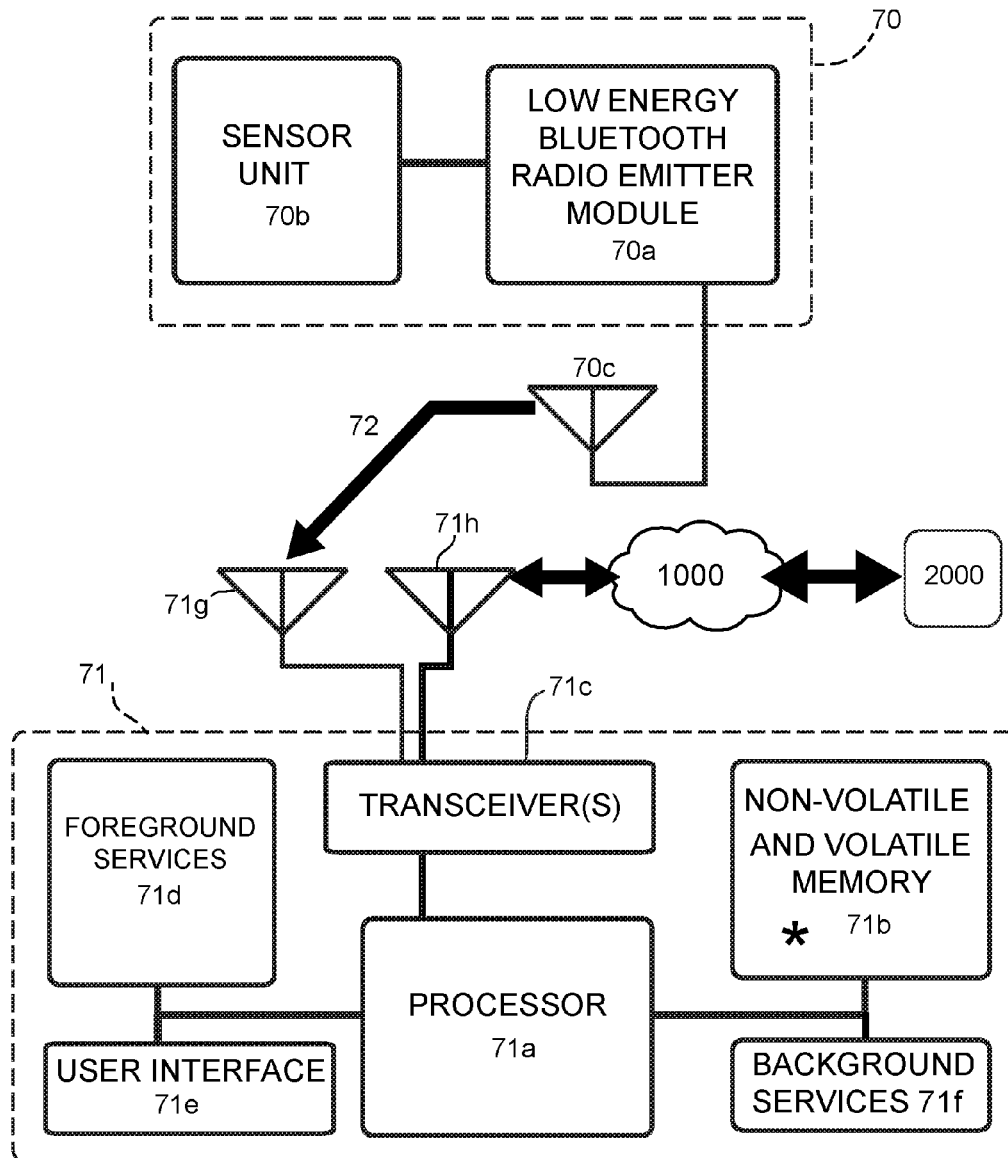 70
SENSOR
UNIT
70b
LOW ENERGY
BLUETOOTH
RADIO EMITTER
MODULE
70a
70c
72
71h
71g
1000
2000
71
71c
FOREGROUND
SERVICES
71d
TRANSCEIVER(S)
NON-VOLATILE
AND VOLATILE
MEMORY
* 71b
PROCESSOR
71a
USER INTERFACE
71e
BACKGROUND
SERVICES 71f